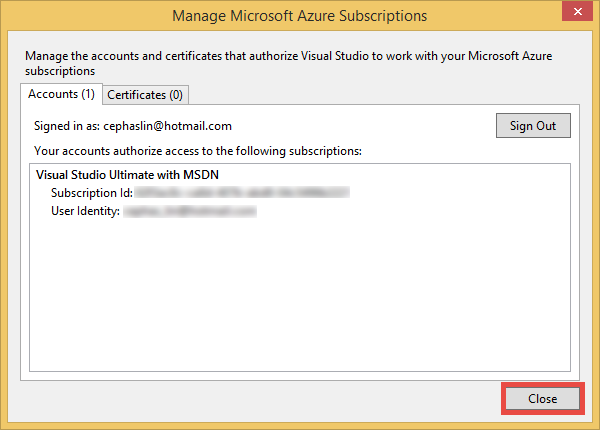 Manage Microsoft Azure Subscriptions
Manage the accounts and certificates that authorize Visual Studio to work with your Microsoft Azure
subscriptions
Accounts (1) Certificates (0)
Signed in as: cephaslin@hotmail.com Sign Out
Your accounts authorize access to the following subscriptions:
Visual Studio Ultimate with MSDN
Subscription Id:
User Identity:
Close